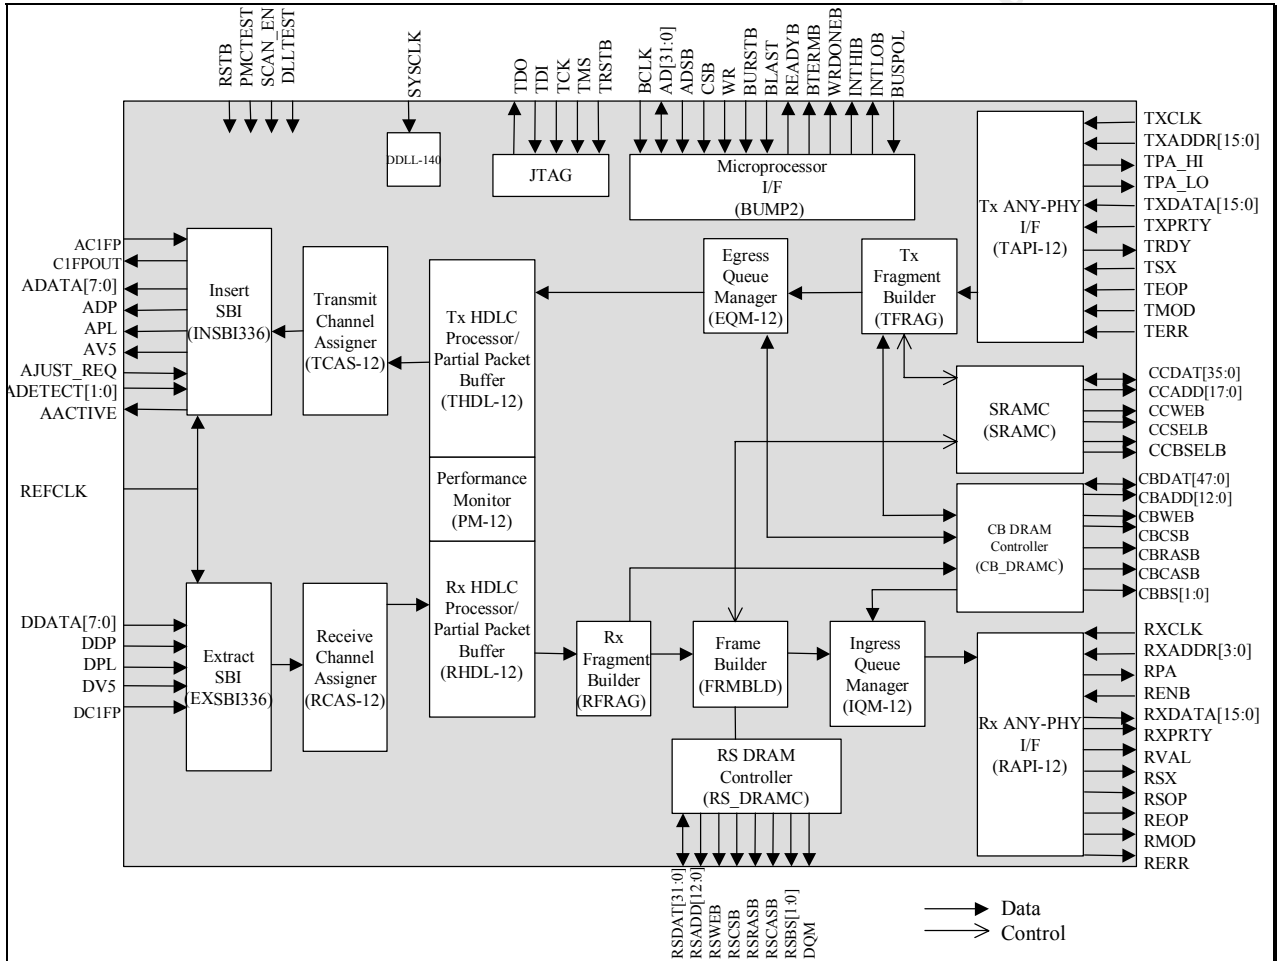 RSTB
PMCTEST
SCAN_EN
DLLTEST
SYSCLK
TDO
TDI
TCK
TMS
TRSTB
BCLK
AD[31:0]
ADSB
CSB
WR
BURSTB
BLAST
READYB
BTERMB
WRDONEB
INTHIB
INTLOB
BUSPOL
DDLL-140
JTAG
Microprocessor
I/F
(BUMP2)
Tx ANY-PHY
I/F
(TAPI-12)
TXCLK
TXADDR[15:0]
TPA_HI
TPA_LO
TXDATA[15:0]
TXPRTY
TRDY
TSX
TEOP
TMOD
TERR
AC1FP
C1FPOUT
ADATA[7:0]
ADP
APL
AV5
AJUST_REQ
ADETECT[1:0]
AACTIVE
Insert
SBI
(INSBI336)
Transmit
Channel
Assigner
(TCAS-12)
Tx HDLC
Processor/
Partial Packet
Buffer
(THDL-12)
Egress
Queue
Manager
(EQM-12)
Tx
Fragment
Builder
(TFRAG)
SRAMC
(SRAMC)
CCDAT[35:0]
CCADD[17:0]
CCWEB
CCSELB
CCBSELB
REFCLK
Performance
Monitor
(PM-12)
CB DRAM
Controller
(CB_DRAMC)
CBDAT[47:0]
CBADD[12:0]
CBWEB
CBCSB
CBRASB
CBCASB
CBBS[1:0]
DDATA[7:0]
DDP
DPL
DV5
DC1FP
Extract
SBI
(EXSBI336)
Receive
Channel
Assigner
(RCAS-12)
Rx HDLC
Processor/
Partial Packet
Buffer
(RHDL-12)
Rx
Fragment
Builder
(RFRAG)
Frame
Builder
(FRMBLD)
Ingress
Queue
Manager
(IQM-12)
Rx ANY-PHY
I/F
(RAPI-12)
RXCLK
RXADDR[3:0]
RPA
RENB
RXDATA[15:0]
RXPRTY
RVAL
RSX
RSOP
REOP
RMOD
RERR
RS DRAM
Controller
(RS_DRAMC)
RSDAT[31:0]
RSADD[12:0]
RSWEB
RSCSB
RSRASB
RSCASB
RSBS[1:0]
DQM
Data
Control